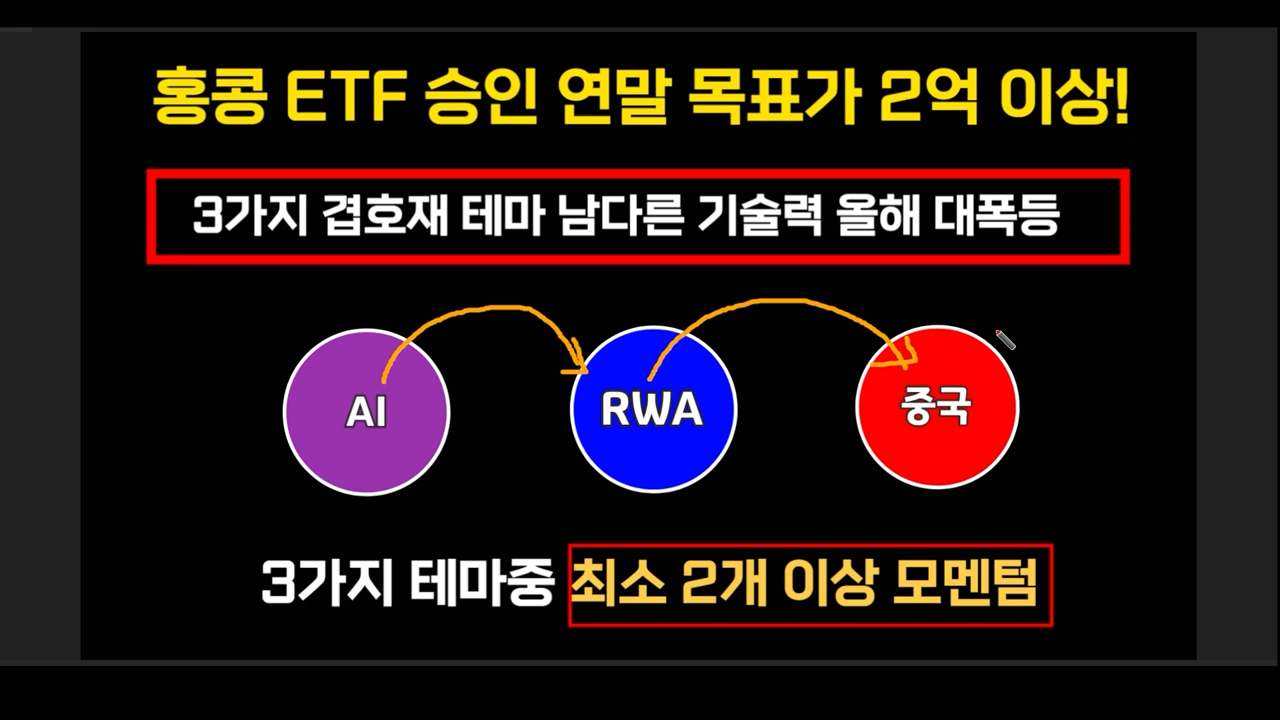 홍콩 ETF 승인 연말 목표가 2억 이상!
3가지 겹호재 테마 남다른 기술력 올해 대폭등
AI RWA 중국
3가지 테마중 최소 2개 이상 모멘텀